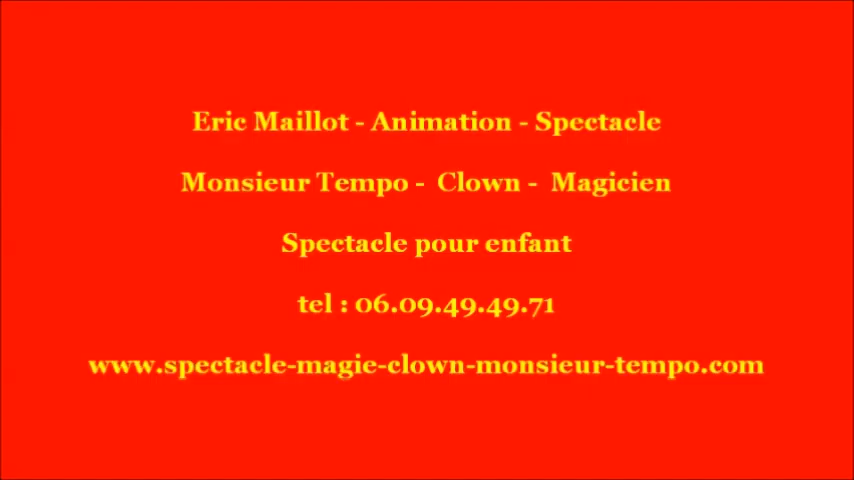 Eric Maillot - Animation - Spectacle
Monsieur Tempo - Clown - Magicien
Spectacle pour enfant
tel : 06.09.49.49.71
www.spectacle-magie-clown-monsieur-tempo.com